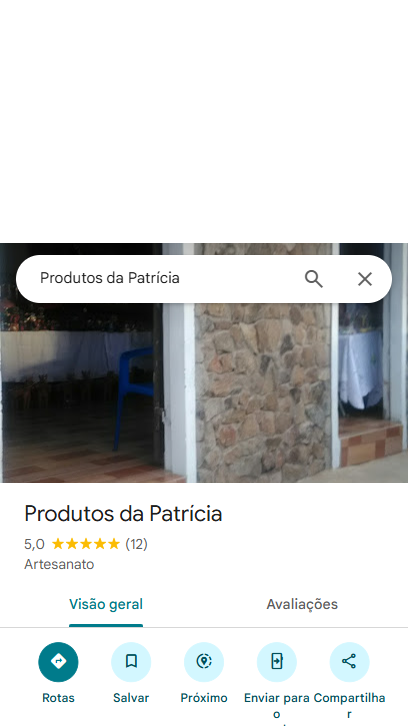 Produtos da Patrícia
Produtos da Patrícia
5,0 (12)
Artesanato
Visão geral
Avaliações
Rotas
Salvar
Próximo
Enviar para o
Compartilhar